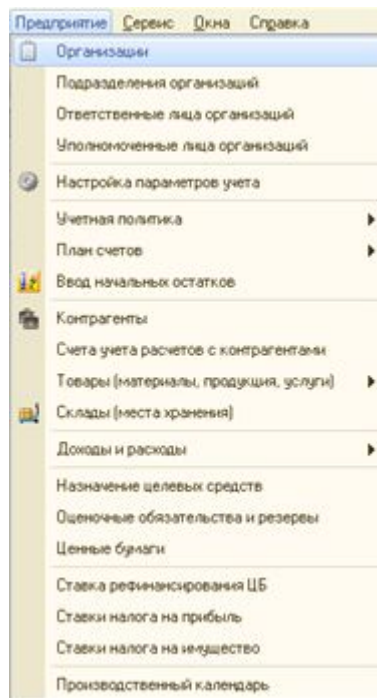 Предприятие Сервис Окна Справка
Организации
Подразделения организаций
Ответственные лица организаций
Уполномоченные лица организаций
Настройка параметров учета
Учетная политика
План счетов
Ввод начальных остатков
Контрагенты
Счета учета расчетов с контрагентами
Товары (материалы, продукция, услуги)
Склады (места хранения)
Доходы и расходы
Назначение целевых средств
Оценочные обязательства и резервы
Ценные бумаги
Ставка рефинансирования ЦБ
Ставки налога на прибыль
Ставки налога на имущество
Производственный календарь